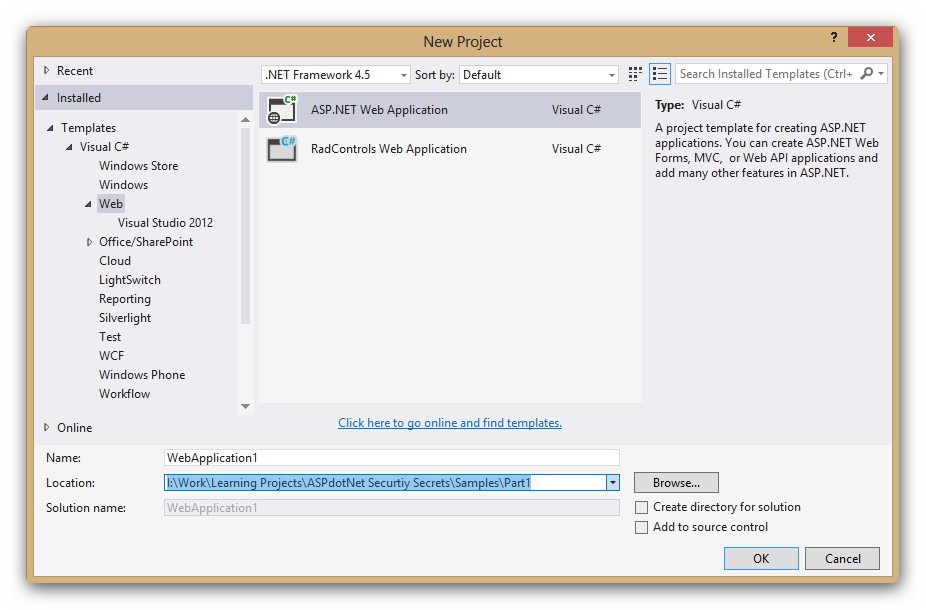 New Project
?
Recent
.NET Framework 4.5 Sort by: Default Search Installed Templates (Ctrl+
Installed
Templates
Visual C#
Windows Store
Windows
Web
Visual Studio 2012
Office/SharePoint
Cloud
LightSwitch
Reporting
Silverlight
Test
WCF
Windows Phone
Workflow
Online
C# ASP.NET Web Application Visual C#
C# RadControls Web Application Visual C#
Click here to go online and find templates.
Type: Visual C#
A project template for creating ASP.NET
applications. You can create ASP.NET Web
Forms, MVC, or Web API applications and
add many other features in ASP.NET.
Name: WebApplication1
Location: I:\Work\Learning Projects\ASPdotNet Securtiy Secrets\Samples\Part1 Browse...
Solution name: WebApplication1
Create directory for solution
Add to source control
OK Cancel